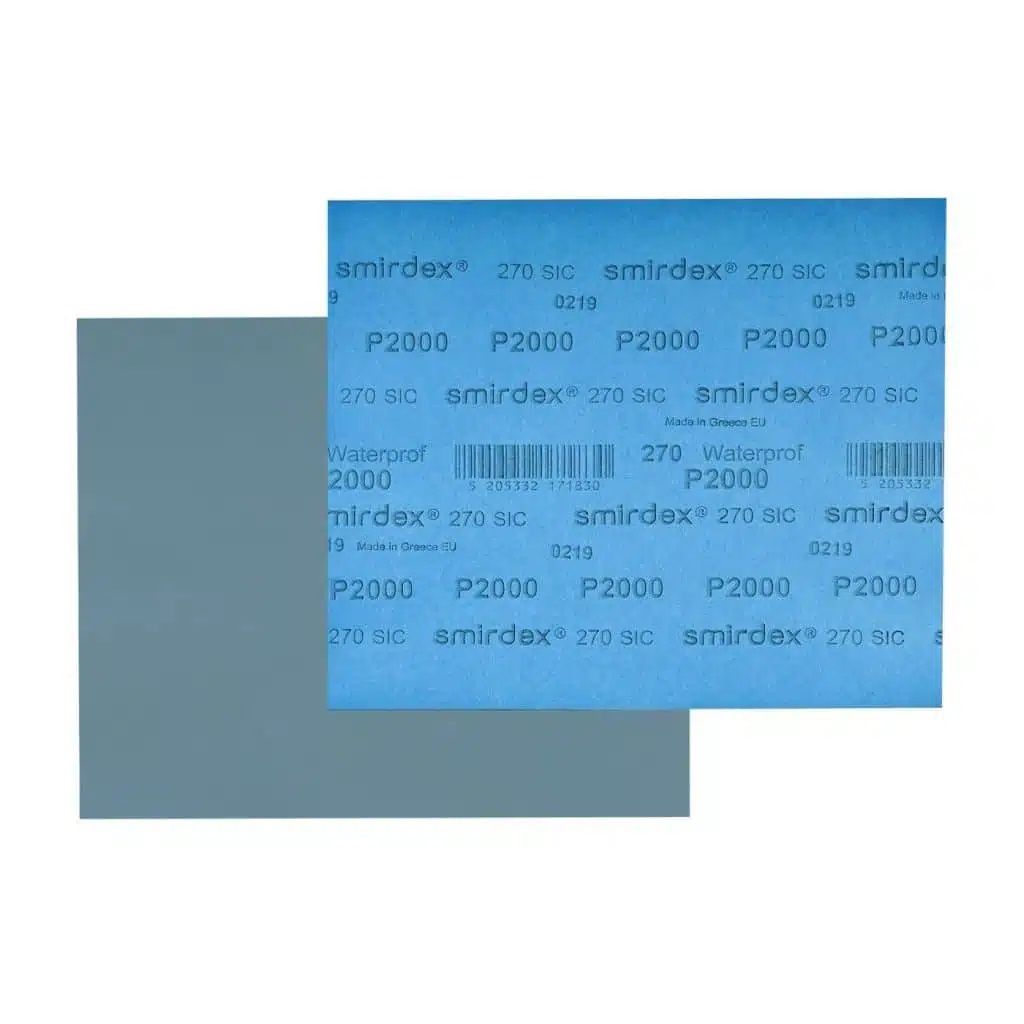 smirdex® 270 SIC smirdex® 270 SIC smird
9 0219 0219 Made in
P2000 P2000 P2000 P2000 P200
270 SIC smirdex® 270 SIC smirdex® 270 SIC
Made in Greece EU
Waterprof 270 Waterprof
2000 P2000
5 205332 171830 5 205332
mirdex® 270 SIC smirdex® 270 SIC smirdex
19 Made in Greece EU 0219 0219
P2000 P2000 P2000 P2000 P2000
270 SIC smirdex® 270 SIC smirdex® 270 SIC s